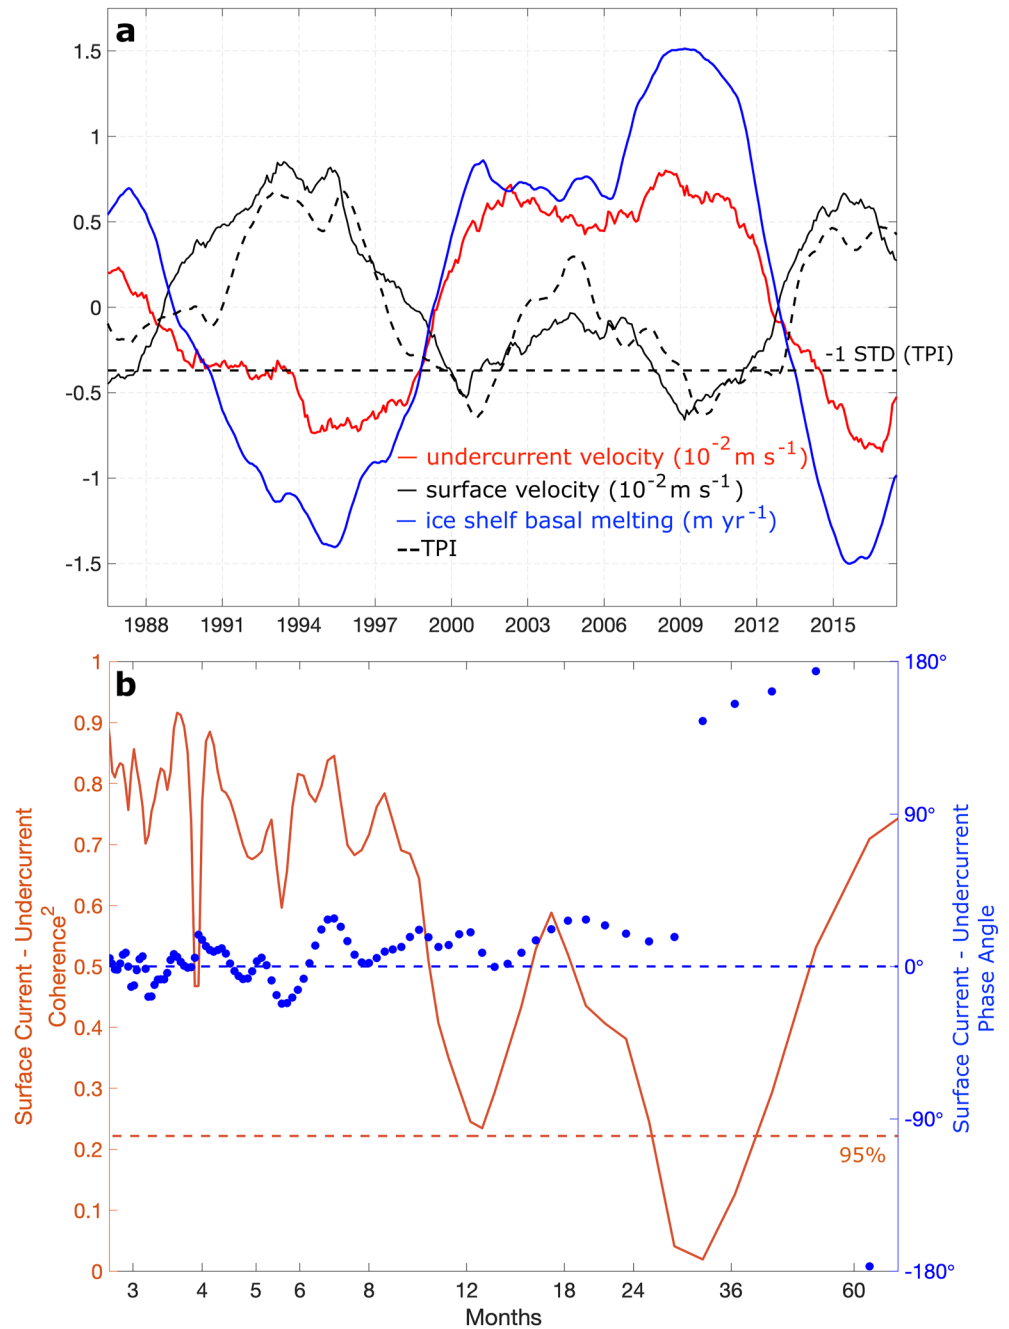 a
1.5
1
0.5
0
-0.5
-1
-1.5
-1 STD (TPI)
undercurrent velocity (10-2 m s-1)
surface velocity (10-2 m s-1)
ice shelf basal melting (m yr-1)
TPI
1988 1991 1994 1997 2000 2003 2006 2009 2012 2015
b
1
0.9
0.8
0.7
0.6
0.5
0.4
0.3
0.2
0.1
0
Surface Current - Undercurrent
Coherence2
180°
90°
0°
-90°
-180°
Surface Current - Undercurrent
Phase Angle
95%
3 4 5 6 8 12 18 24 36 60
Months